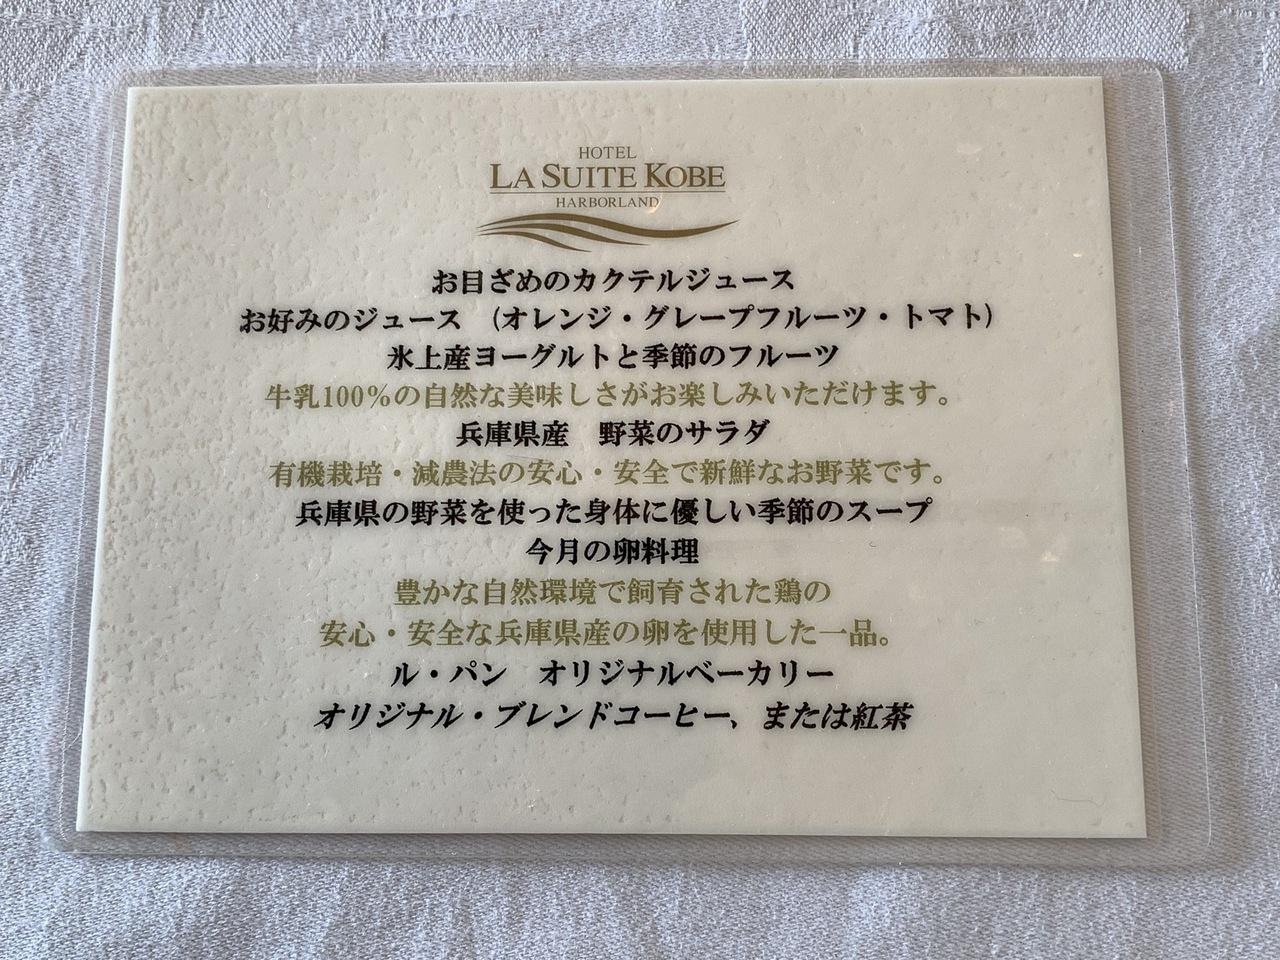 HOTEL
LA SUITE KOBE
HARBORLAND
お目ざめのカクテルジュース
お好みのジュース　(オレンジ・グレープフルーツ・トマト)
氷上産ヨーグルトと季節のフルーツ
牛乳100%の自然な美味しさがお楽しみいただけます。
兵庫県産　野菜のサラダ
有機栽培・減農法の安心・安全で新鮮なお野菜です。
兵庫県の野菜を使った身体に優しい季節のスープ
今月の卵料理
豊かな自然環境で飼育された鶏の
安心・安全な兵庫県産の卵を使用した一品。
ル・パン　オリジナルベーカリー
オリジナル・ブレンドコーヒー、または紅茶